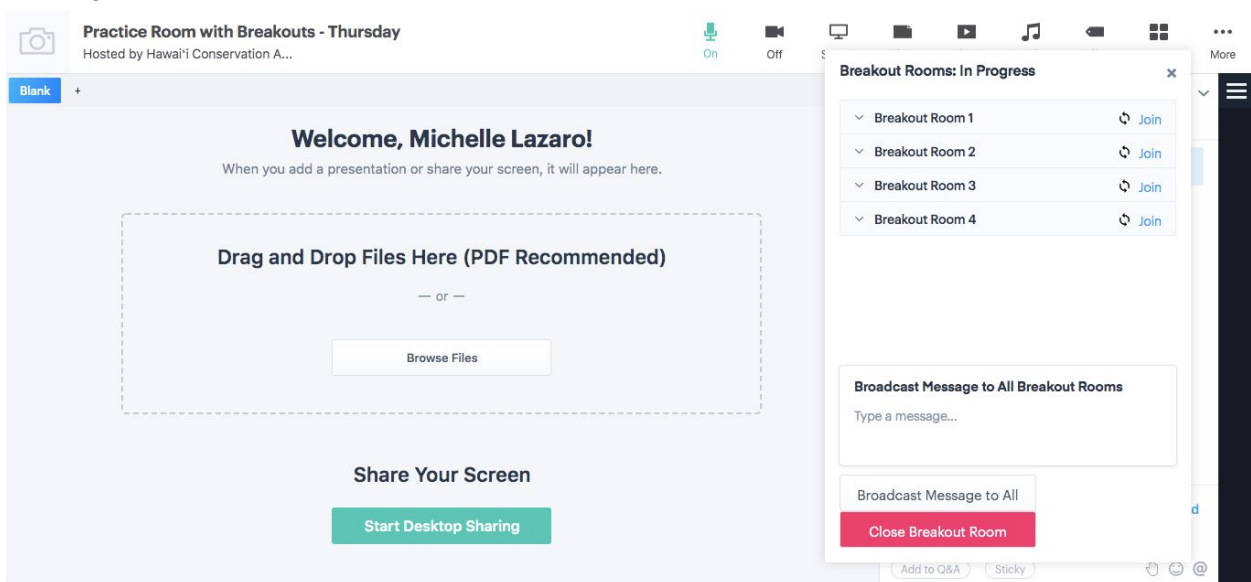 Practice Room with Breakouts - Thursday
Hosted by Hawai‘i Conservation A...
On
Off
More
Blank +
Welcome, Michelle Lazaro!
When you add a presentation or share your screen, it will appear here.
Drag and Drop Files Here (PDF Recommended)
— or —
Browse Files
Share Your Screen
Start Desktop Sharing
Breakout Rooms: In Progress ×
Breakout Room 1 Join
Breakout Room 2 Join
Breakout Room 3 Join
Breakout Room 4 Join
Broadcast Message to All Breakout Rooms
Type a message...
Broadcast Message to All
Close Breakout Room
d
Add to Q&A Sticky @